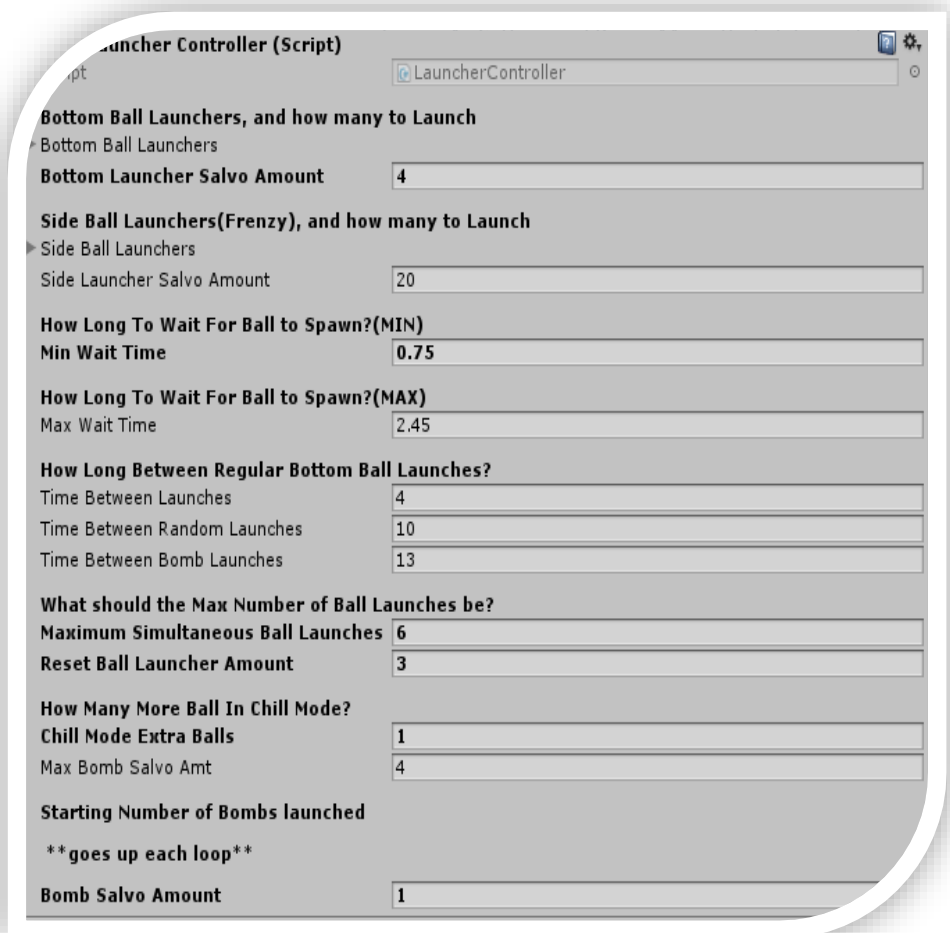 Launcher Controller (Script)
LauncherController
Bottom Ball Launchers, and how many to Launch
Bottom Ball Launchers
Bottom Launcher Salvo Amount 4
Side Ball Launchers(Frenzy), and how many to Launch
Side Ball Launchers
Side Launcher Salvo Amount 20
How Long To Wait For Ball to Spawn?(MIN)
Min Wait Time 0.75
How Long To Wait For Ball to Spawn?(MAX)
Max Wait Time 2.45
How Long Between Regular Bottom Ball Launches?
Time Between Launches 4
Time Between Random Launches 10
Time Between Bomb Launches 13
What should the Max Number of Ball Launches be?
Maximum Simultaneous Ball Launches 6
Reset Ball Launcher Amount 3
How Many More Ball In Chill Mode?
Chill Mode Extra Balls 1
Max Bomb Salvo Amt 4
Starting Number of Bombs launched
**goes up each loop**
Bomb Salvo Amount 1